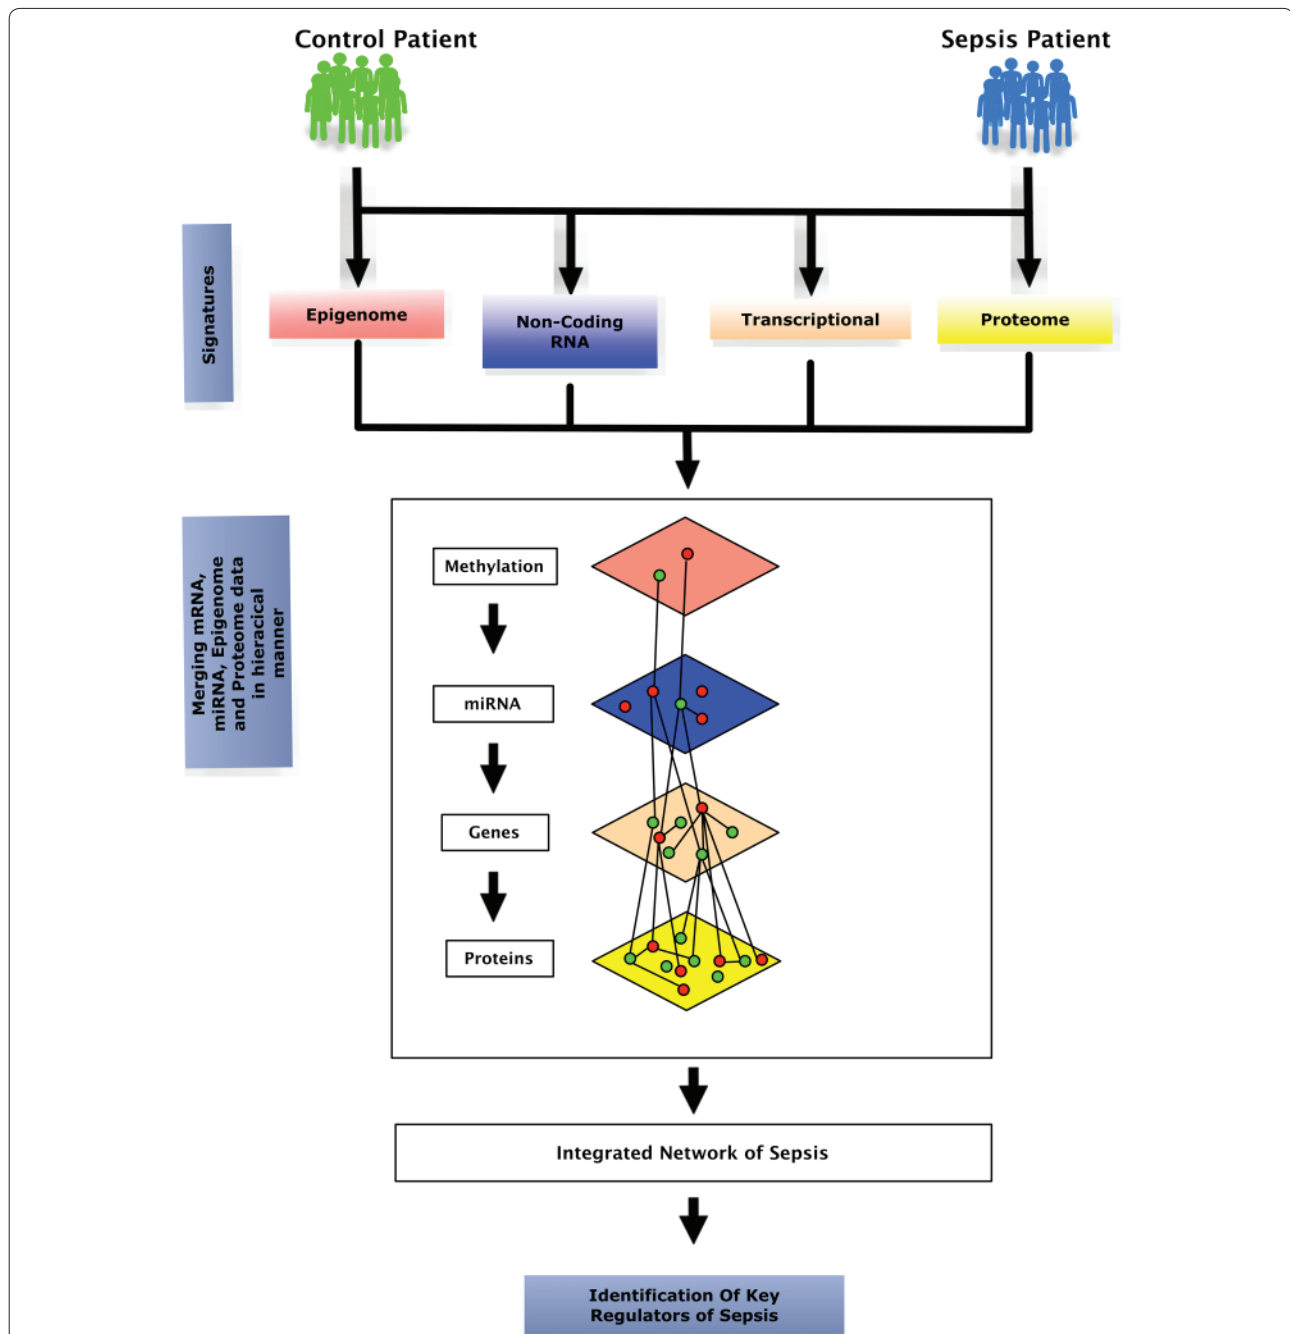 Control Patient
Sepsis Patient
Signatures
Epigenome
Non-Coding
RNA
Transcriptional
Proteome
Merging mRNA,
miRNA, Epigenome
and Proteome data
in hieracical
manner
Methylation
miRNA
Genes
Proteins
Integrated Network of Sepsis
Identification Of Key
Regulators of Sepsis